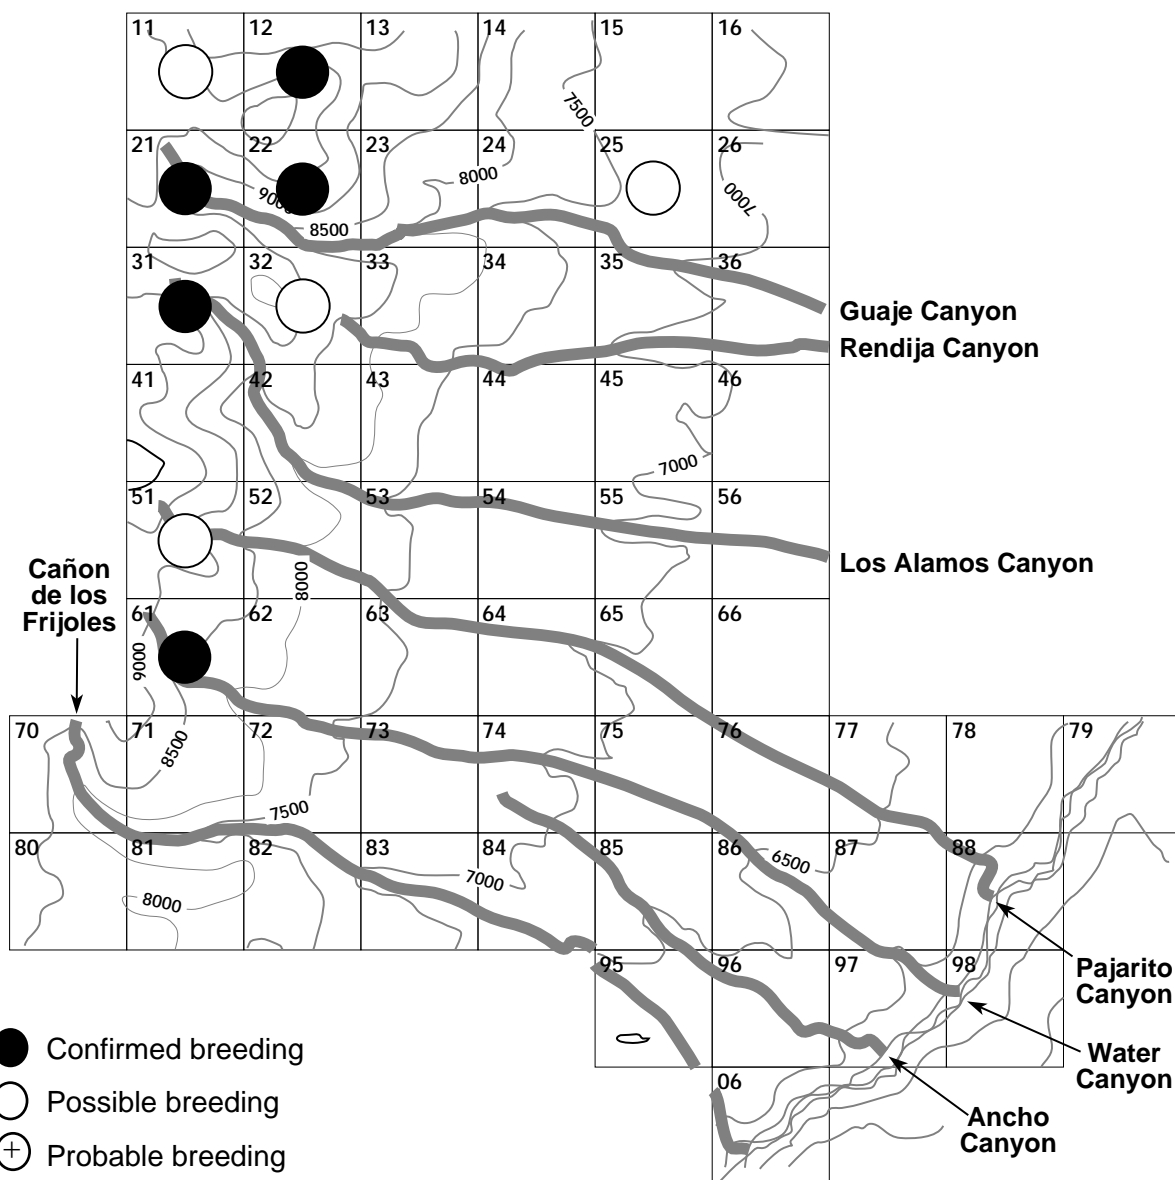 11 12 13 14 15 16
7500
21 22 23 24 25 26
8000
9000
7000
8500
31 32 33 34 35 36
Guaje Canyon
Rendija Canyon
41 42 43 44 45 46
7000
51 52 53 54 55 56
Los Alamos Canyon
Cañon
de los
Frijoles
8000
61 62 63 64 65 66
9000
70 71 72 73 74 75 76 77 78 79
8500
7500
80 81 82 83 84 85 86 87 88
6500
7000
8000
95 96 97 98
Pajarito
Canyon
Confirmed breeding
Water
Canyon
06
Possible breeding
Ancho
Canyon
+ Probable breeding